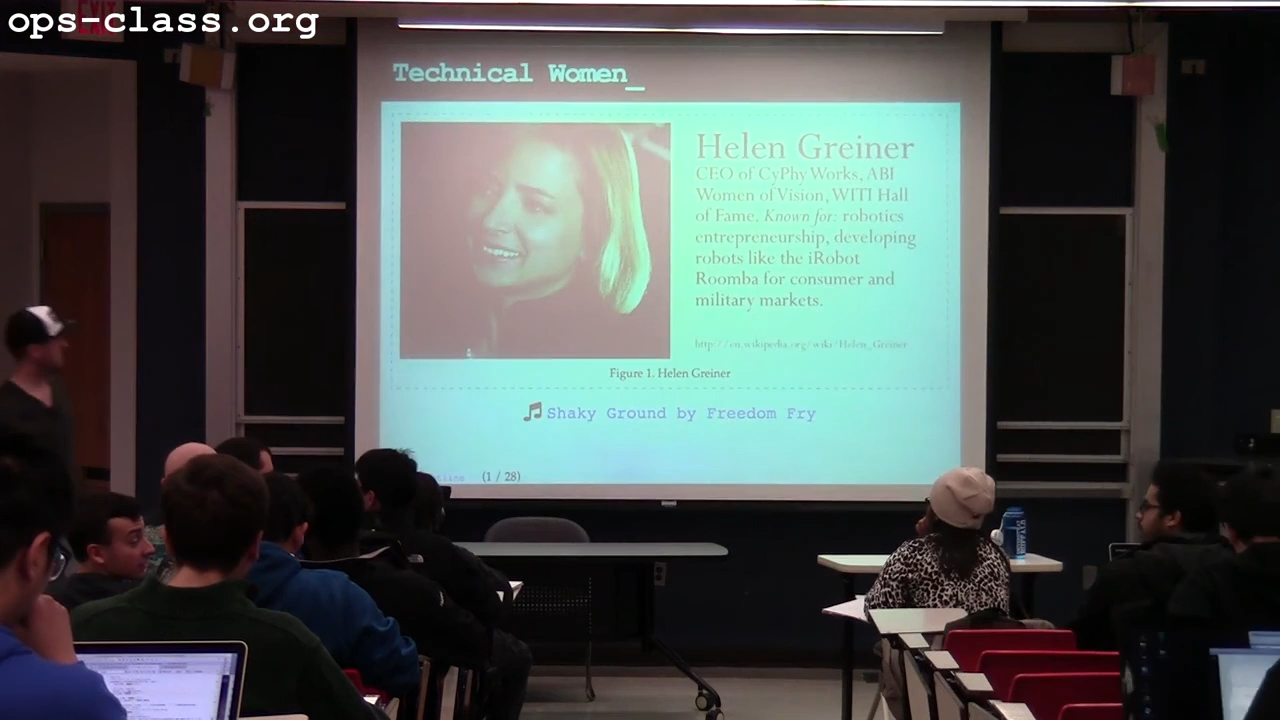 ops-class.org
EXIT
Technical Women_
Helen Greiner
CEO of CyPhy Works, ABI
Women of Vision, WITI Hall
of Fame. Known for: robotics
entrepreneurship, developing
robots like the iRobot
Roomba for consumer and
military markets.
http://en.wikipedia.org/wiki/Helen_Greiner
Figure 1. Helen Greiner
Shaky Ground by Freedom Fry
(1 / 28)